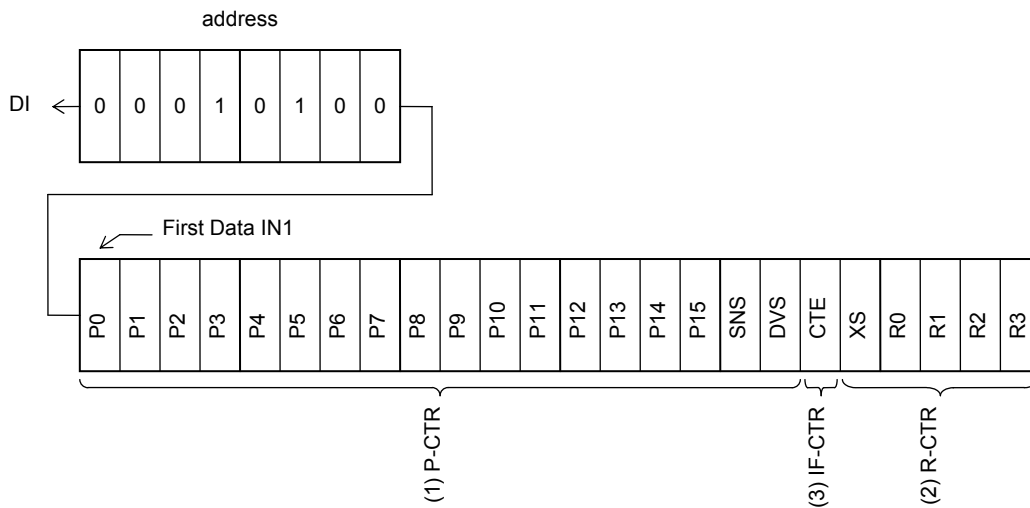 address
DI 0 0 0 1 0 1 0 0
First Data IN1
P0 P1 P2 P3 P4 P5 P6 P7 P8 P9 P10 P11 P12 P13 P14 P15 SNS DVS CTE XS R0 R1 R2 R3
(1) P-CTR (3) IF-CTR (2) R-CTR